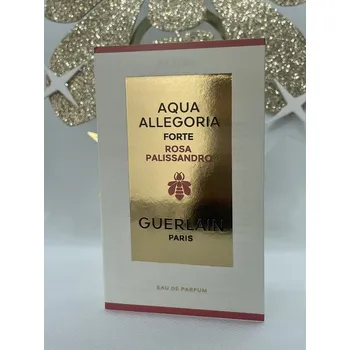 AQUA
ALLEGORIA
FORTE
ROSA
PALISSANDRO
GUERLAIN
PARIS
EAU DE PARFUM